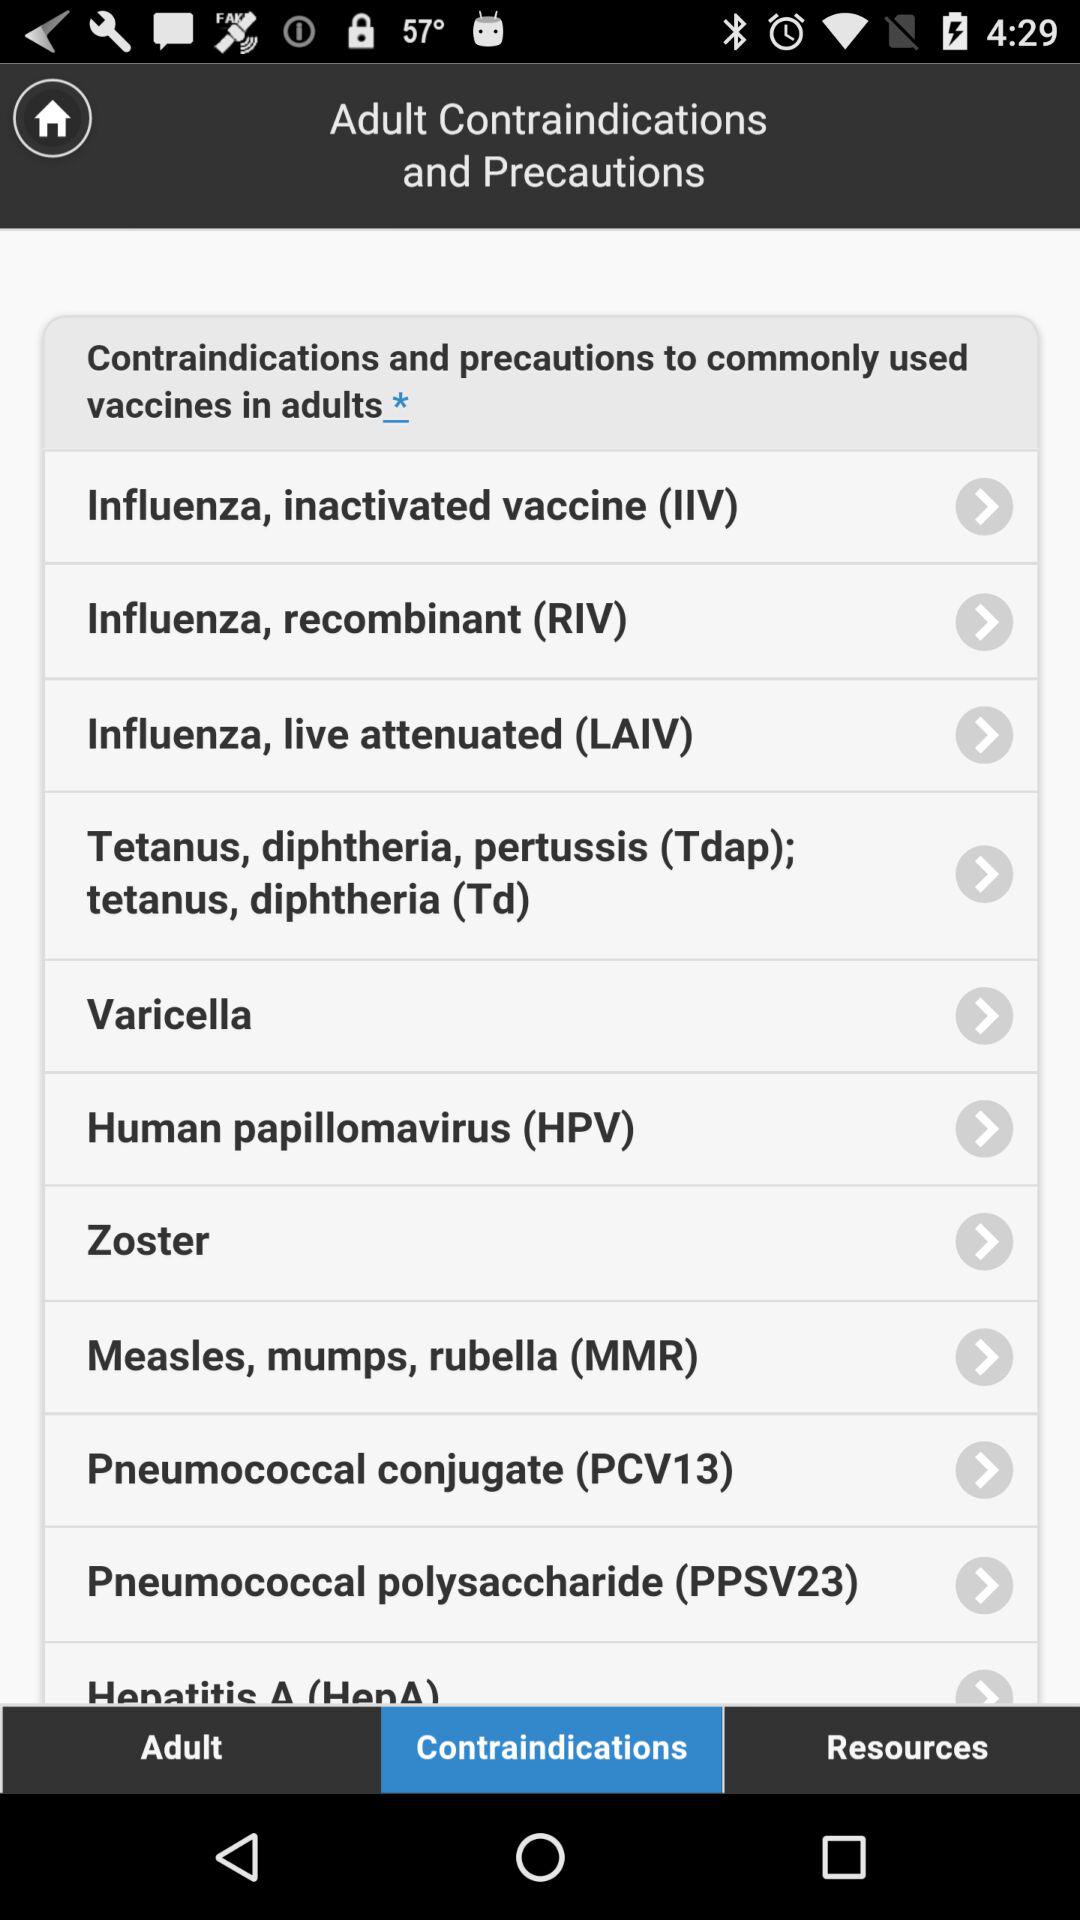 FAKE
57°
4:29
Adult Contraindications
and Precautions
Contraindications and precautions to commonly used
vaccines in adults *
Influenza, inactivated vaccine (IIV)
Influenza, recombinant (RIV)
Influenza, live attenuated (LAIV)
Tetanus, diphtheria, pertussis (Tdap);
tetanus, diphtheria (Td)
Varicella
Human papillomavirus (HPV)
Zoster
Measles, mumps, rubella (MMR)
Pneumococcal conjugate (PCV13)
Pneumococcal polysaccharide (PPSV23)
Hepatitis A (HepA)
Adult
Contraindications
Resources